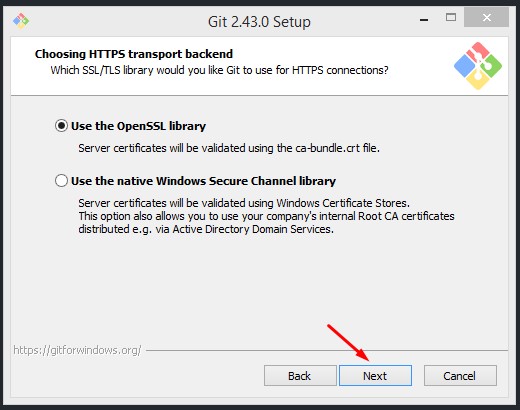 Git 2.43.0 Setup
Choosing HTTPS transport backend
Which SSL/TLS library would you like Git to use for HTTPS connections?
Use the OpenSSL library
Server certificates will be validated using the ca-bundle.crt file.
Use the native Windows Secure Channel library
Server certificates will be validated using Windows Certificate Stores.
This option also allows you to use your company's internal Root CA certificates
distributed e.g. via Active Directory Domain Services.
https://gitforwindows.org/
Back
Next
Cancel